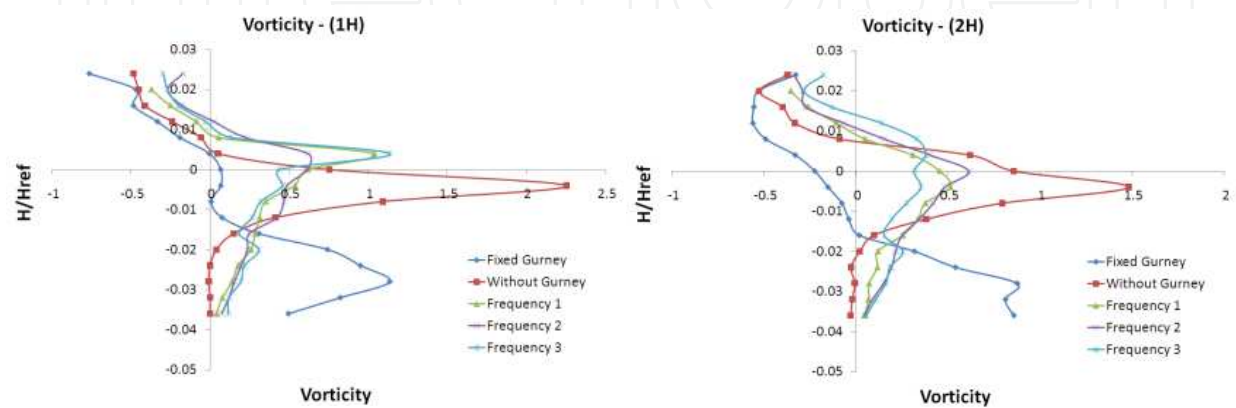 Vorticity - (1H)
0.03
0.02
0.01
0
-0.01
-0.02
-0.03
-0.04
-0.05
-1
-0.5
0
0.5
1
1.5
2
2.5
H/Href
Vorticity
Fixed Gurney
Without Gurney
Frequency 1
Frequency 2
Frequency 3
Vorticity - (2H)
0.03
0.02
0.01
0
-0.01
-0.02
-0.03
-0.04
-0.05
-1
-0.5
0
0.5
1
1.5
2
H/Href
Vorticity
Fixed Gurney
Without Gurney
Frequency 1
Frequency 2
Frequency 3